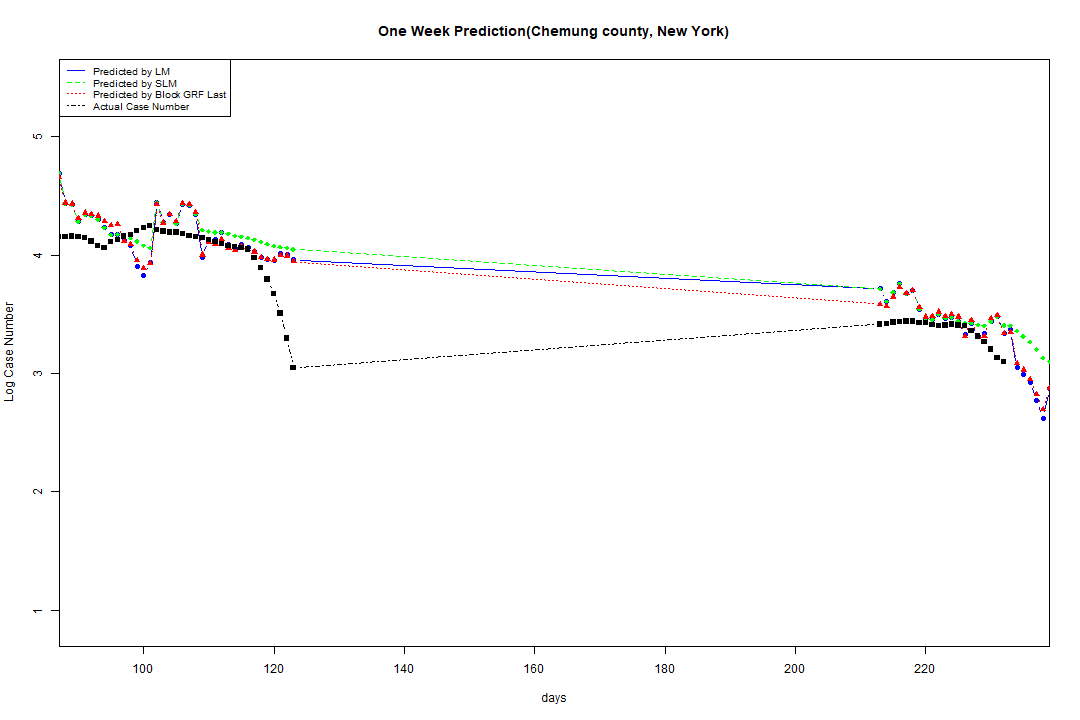 One Week Prediction(Chemung county, New York)
Predicted by LM
Predicted by SLM
Predicted by Block GRF Last
Actual Case Number
5
4
3
2
1
Log Case Number
100 120 140 160 180 200 220
days